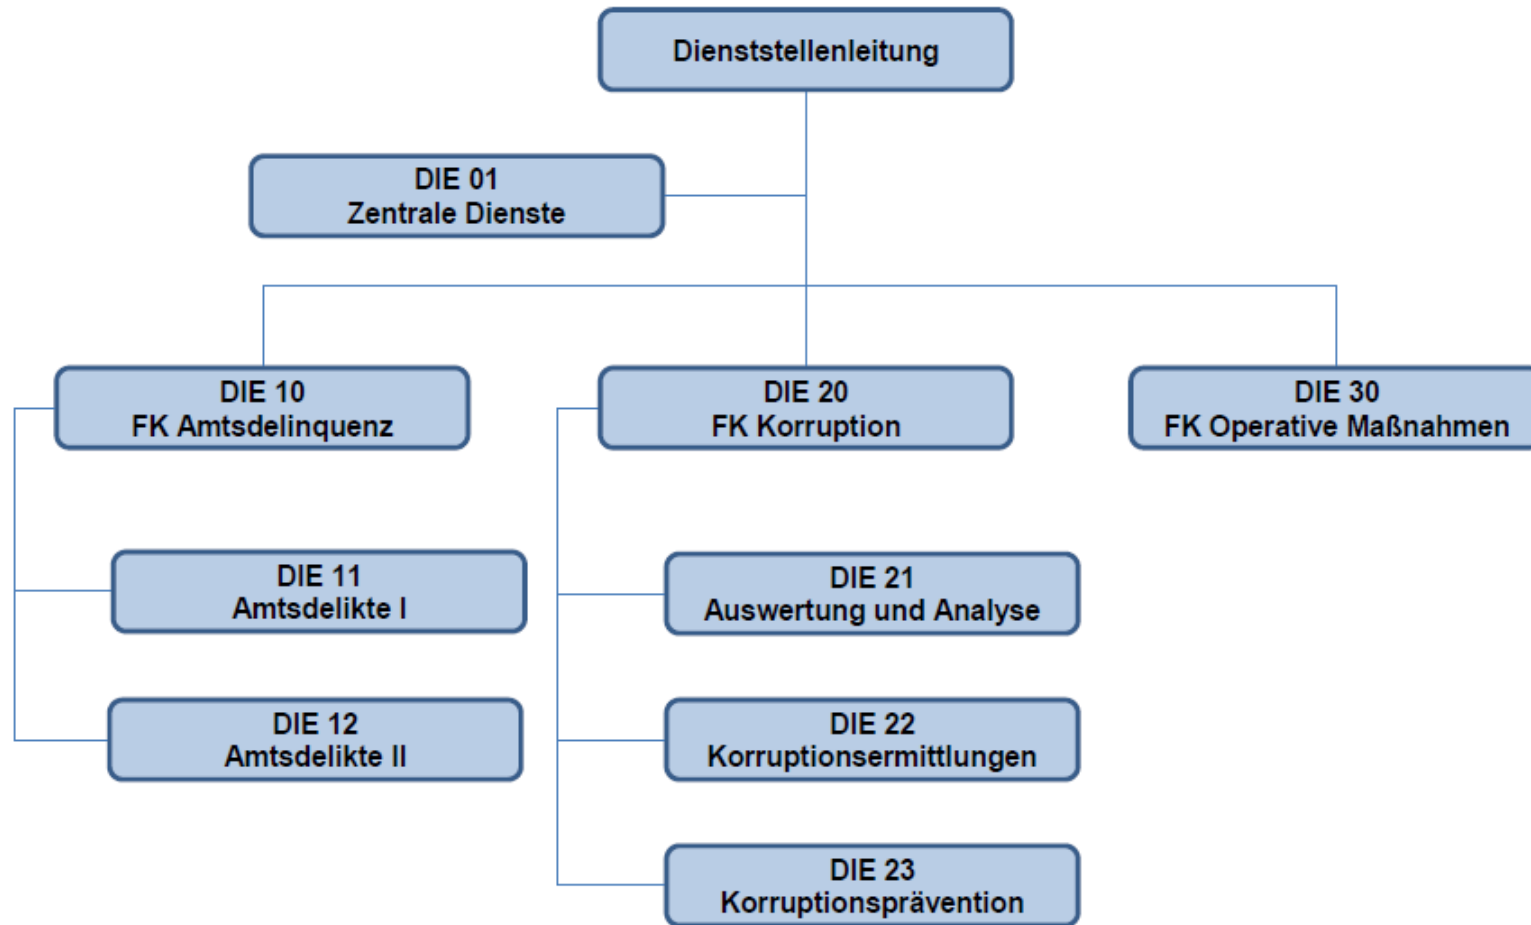 Dienststellenleitung
DIE 01
Zentrale Dienste
DIE 10
FK Amtsdelinquenz
DIE 20
FK Korruption
DIE 30
FK Operative Maßnahmen
DIE 11
Amtsdelikte I
DIE 12
Amtsdelikte II
DIE 21
Auswertung und Analyse
DIE 22
Korruptionsermittlungen
DIE 23
Korruptionsprävention